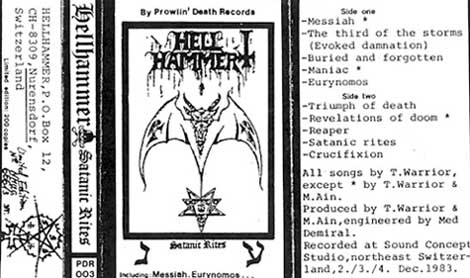 HELLHAMMER, P.O.Box 12,
CH-8309, Nurensdorf,
Switzerland
Limited edition: 200 copies
Hellhammer Satanic Rites
PDR
003
By Prowlin' Death Records
HELL
HAMMER
Satanic Rites
Including: Messiah, Eurynomos...
Side one
-Messiah *
-The third of the storms
(Evoked damnation)
-Buried and forgotten
-Maniac *
-Eurynomos
Side two
-Triumph of death
-Revelations of doom *
-Reaper
-Satanic rites
-Crucifixion
All songs by T.Warrior,
except * by T.Warrior &
M.Ain.
Produced by T.Warrior &
M.Ain,engineered by Med
Demiral.
Recorded at Sound Concept
Studio,northeast Switzer-
land,2./3./4. Dec.1983.